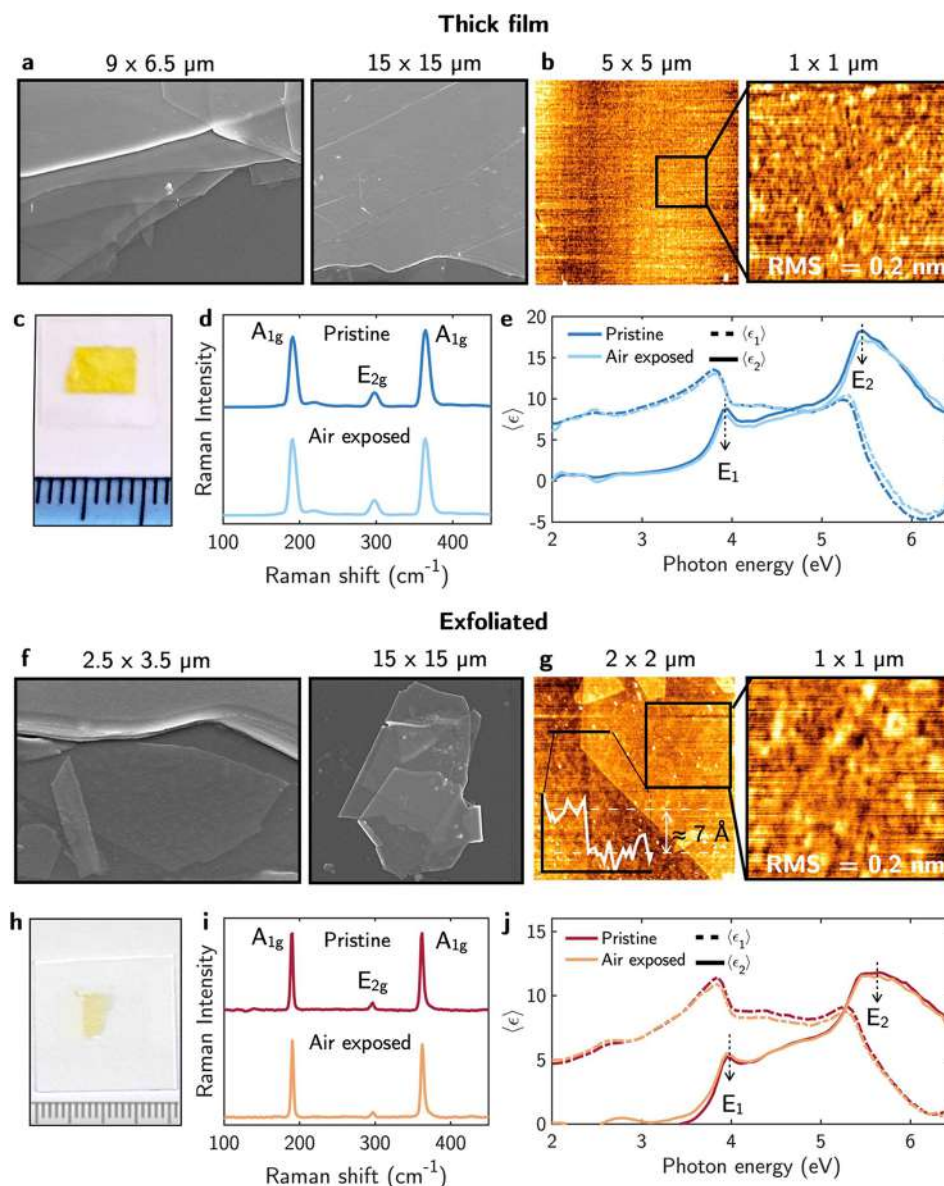 Thick film
a
9 x 6.5 μm
15 x 15 μm
b
5 x 5 μm
1 x 1 μm
RMS = 0.2 nm
c
d
A1g
Pristine
A1g
E2g
Air exposed
Raman Intensity
100
200
300
400
Raman shift (cm-1)
e
Pristine
Air exposed
⟨ϵ1⟩
⟨ϵ2⟩
E2
E1
⟨ϵ⟩
20
15
10
5
0
-5
2
3
4
5
6
Photon energy (eV)
Exfoliated
f
2.5 x 3.5 μm
15 x 15 μm
g
2 x 2 μm
1 x 1 μm
≈ 7 Å
RMS = 0.2 nm
h
i
A1g
Pristine
A1g
E2g
Air exposed
Raman Intensity
100
200
300
400
Raman shift (cm-1)
j
Pristine
Air exposed
⟨ϵ1⟩
⟨ϵ2⟩
E2
E1
⟨ϵ⟩
15
10
5
0
2
3
4
5
6
Photon energy (eV)